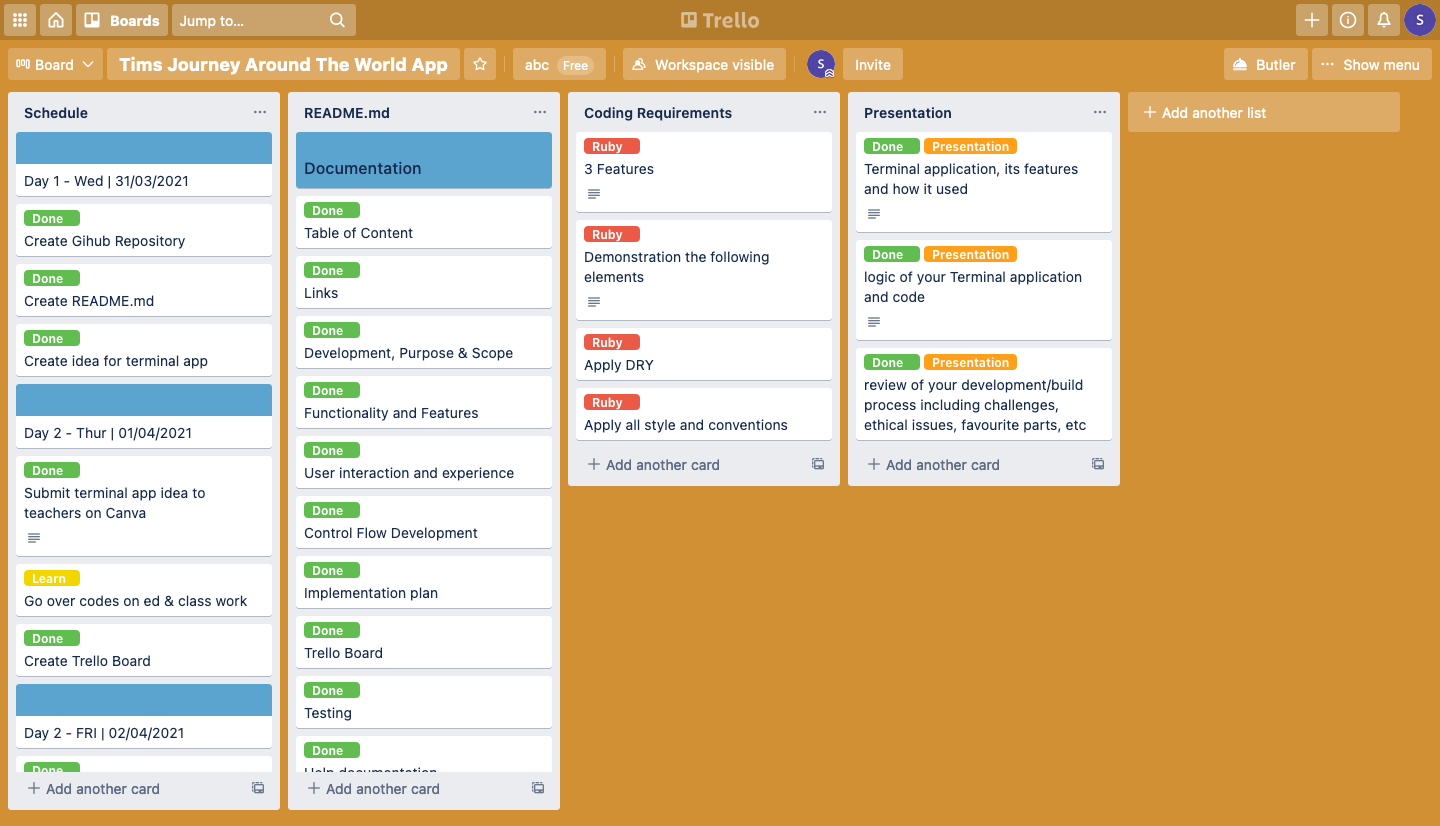 Boards
Jump to...
Trello
S
Board
Tims Journey Around The World App
abc Free
Workspace visible
S
Invite
Butler
Show menu
Schedule
Day 1 - Wed | 31/03/2021
Done
Create Gihub Repository
Done
Create README.md
Done
Create idea for terminal app
Day 2 - Thur | 01/04/2021
Done
Submit terminal app idea to
teachers on Canva
Learn
Go over codes on ed & class work
Done
Create Trello Board
Day 2 - FRI | 02/04/2021
Done
Add another card
README.md
Documentation
Done
Table of Content
Done
Links
Done
Development, Purpose & Scope
Done
Functionality and Features
Done
User interaction and experience
Done
Control Flow Development
Done
Implementation plan
Done
Trello Board
Done
Testing
Done
Help documentation
Add another card
Coding Requirements
Ruby
3 Features
Ruby
Demonstration the following
elements
Ruby
Apply DRY
Ruby
Apply all style and conventions
Add another card
Presentation
Done Presentation
Terminal application, its features
and how it used
Done Presentation
logic of your Terminal application
and code
Done Presentation
review of your development/build
process including challenges,
ethical issues, favourite parts, etc
Add another card
Add another list